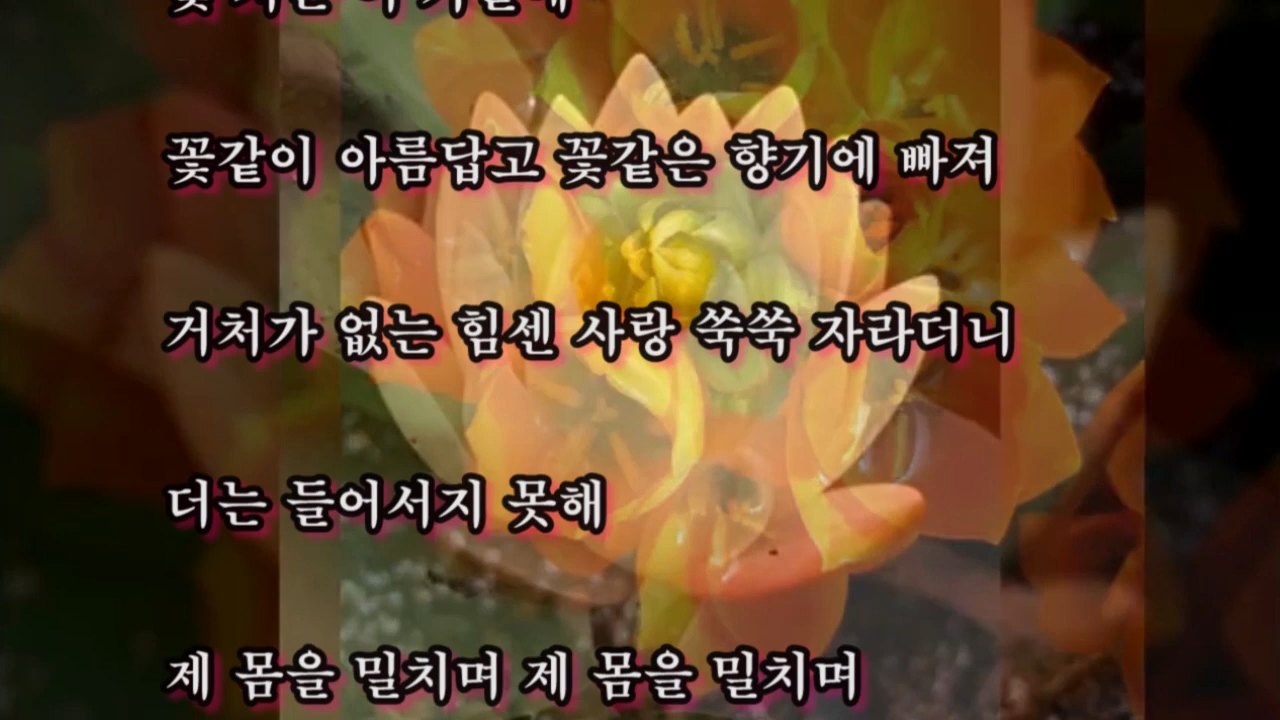 꽃같이 아름답고 꽃같은 향기에 빠져
거처가 없는 힘센 사랑 쑥쑥 자라더니
더는 들어서지 못해
제 몸을 밀치며 제 몸을 밀치며